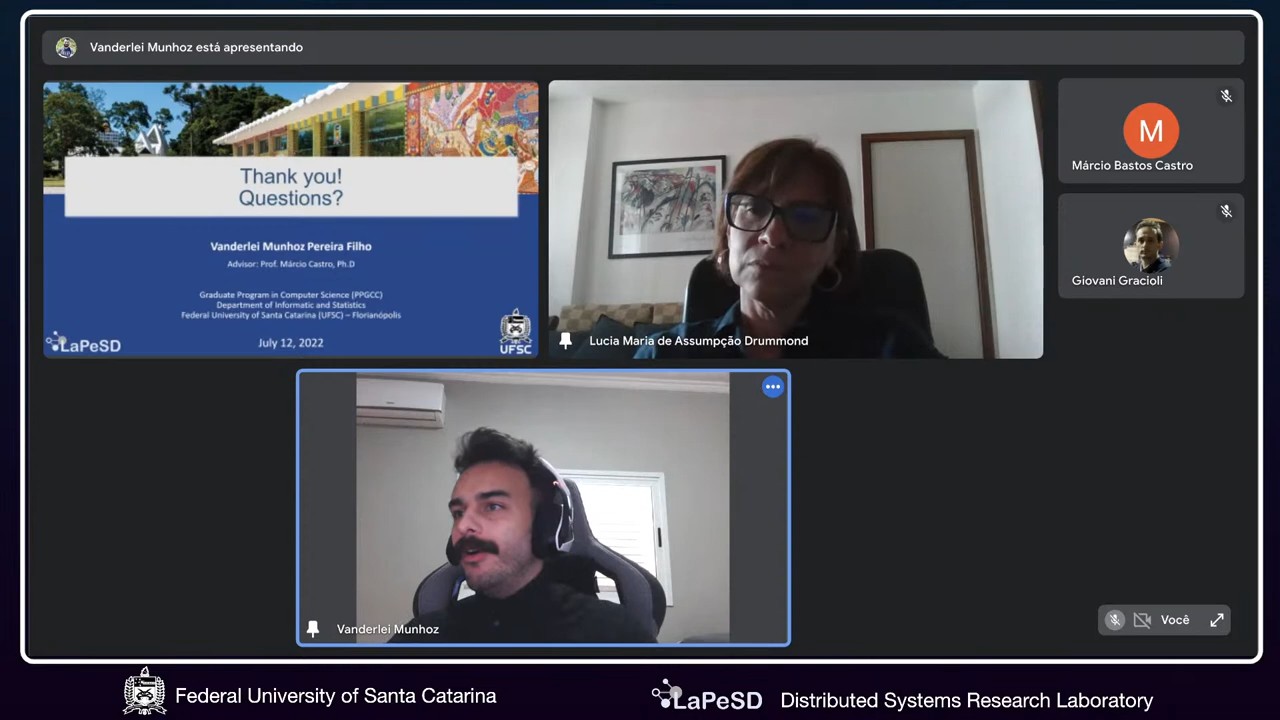 Vanderlei Munhoz está apresentando
Thank you!
Questions?
Vanderlei Munhoz Pereira Filho
Advisor: Prof. Márcio Castro, Ph.D
Graduate Program in Computer Science (PPGCC)
Department of Informatic and Statistics
Federal University of Santa Catarina (UFSC) – Florianópolis
July 12, 2022
LaPeSD
UFSC
Lucia Maria de Assumpção Drummond
M
Márcio Bastos Castro
Giovani Gracioli
Vanderlei Munhoz
Você
Federal University of Santa Catarina
LaPeSD
Distributed Systems Research Laboratory